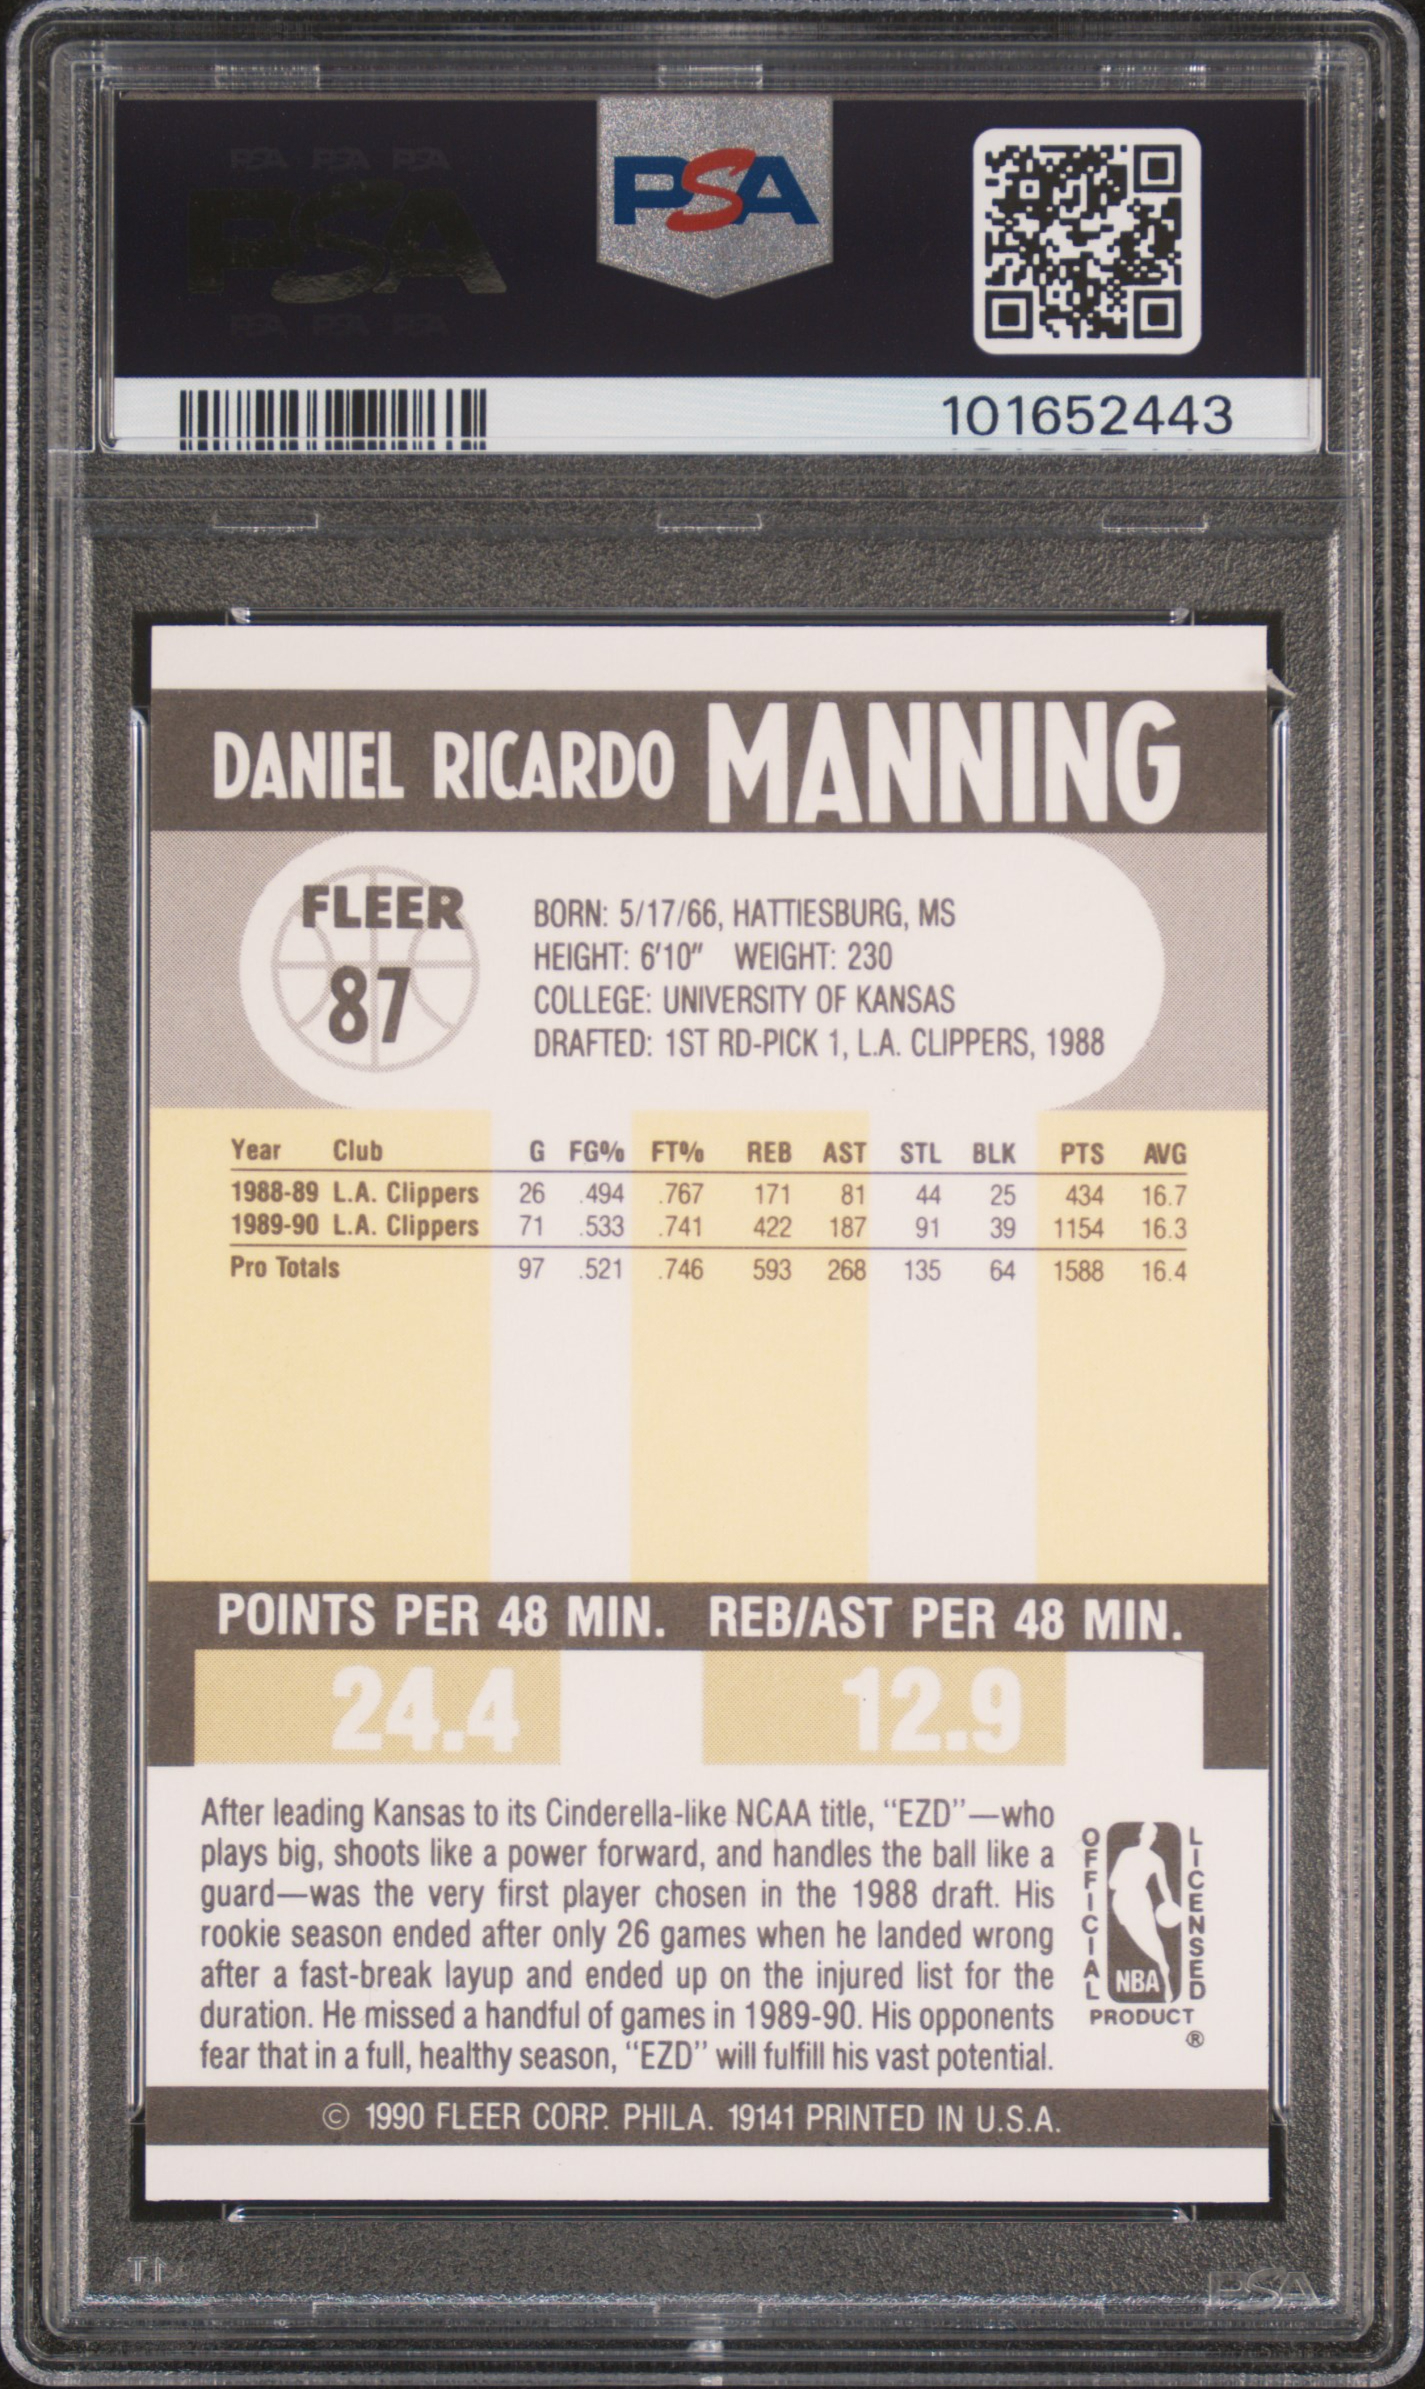 PSA PSA PSA
PSA
PSA PSA PSA
PSA
101652443
DANIEL RICARDO MANNING
FLEER
87
BORN: 5/17/66, HATTIESBURG, MS
HEIGHT: 6'10" WEIGHT: 230
COLLEGE: UNIVERSITY OF KANSAS
DRAFTED: 1ST RD-PICK 1, L.A. CLIPPERS, 1988
Year Club G FG% FT% REB AST STL BLK PTS AVG
1988-89 L.A. Clippers 26 .494 .767 171 81 44 25 434 16.7
1989-90 L.A. Clippers 71 .533 .741 422 187 91 39 1154 16.3
Pro Totals 97 .521 .746 593 268 135 64 1588 16.4
POINTS PER 48 MIN. REB/AST PER 48 MIN.
24.4 12.9
After leading Kansas to its Cinderella-like NCAA title, “EZD”—who
plays big, shoots like a power forward, and handles the ball like a
guard—was the very first player chosen in the 1988 draft. His
rookie season ended after only 26 games when he landed wrong
after a fast-break layup and ended up on the injured list for the
duration. He missed a handful of games in 1989-90. His opponents
fear that in a full, healthy season, “EZD” will fulfill his vast potential.
OFFICIAL LICENSED
NBA
PRODUCT
®
© 1990 FLEER CORP. PHILA. 19141 PRINTED IN U.S.A.
PSA